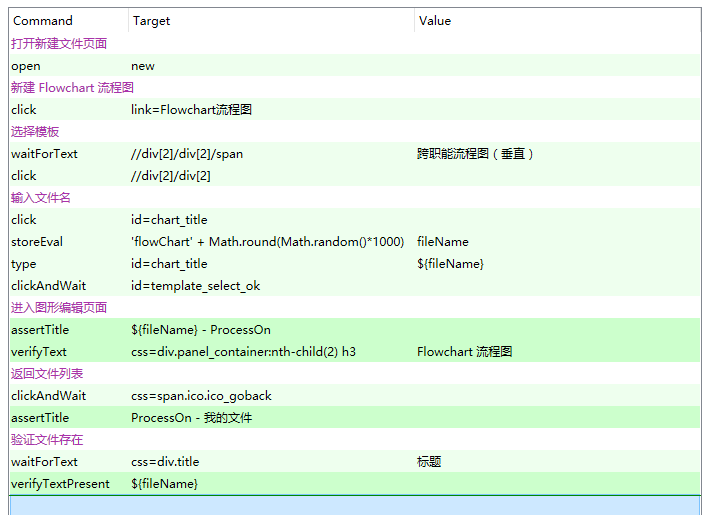 Command Target Value
打开新建文件页面
open new
新建 Flowchart 流程图
click link=Flowchart流程图
选择模板
waitForText //div[2]/div[2]/span 跨职能流程图（垂直）
click //div[2]/div[2]
输入文件名
click id=chart_title
storeEval 'flowChart' + Math.round(Math.random()*1000) fileName
type id=chart_title ${fileName}
clickAndWait id=template_select_ok
进入图形编辑页面
assertTitle ${fileName} - ProcessOn
verifyText css=div.panel_container:nth-child(2) h3 Flowchart 流程图
返回文件列表
clickAndWait css=span.ico.ico_goback
assertTitle ProcessOn - 我的文件
验证文件存在
waitForText css=div.title 标题
verifyTextPresent ${fileName}